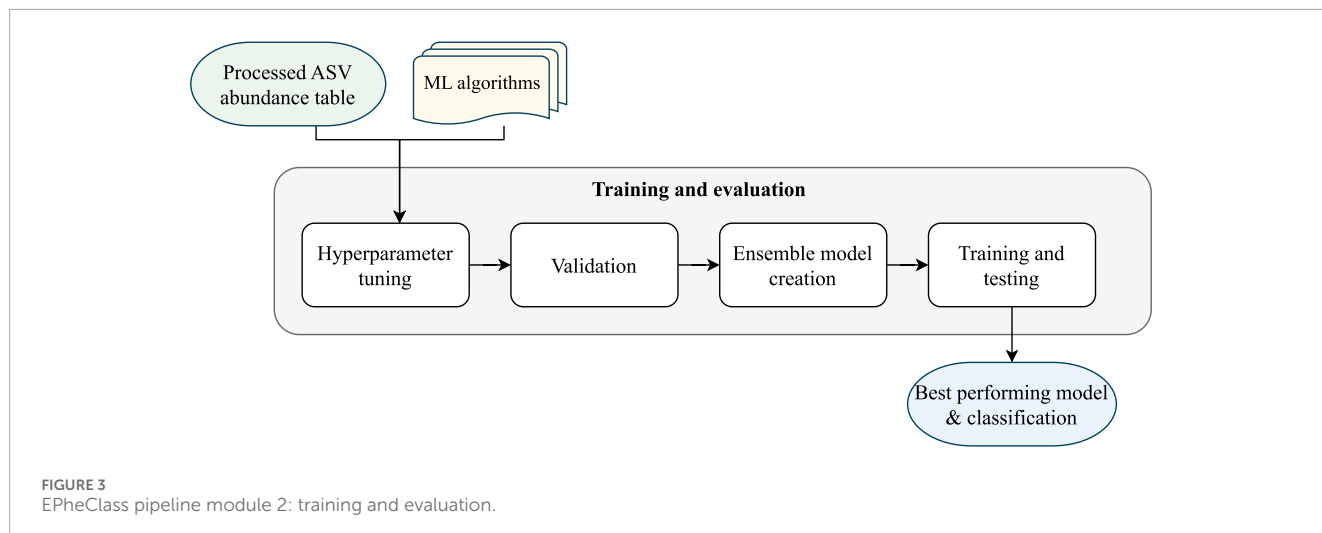 Processed ASV
abundance table
ML algorithms
Training and evaluation
Hyperparameter
tuning
Validation
Ensemble model
creation
Training and
testing
Best performing model
& classification
FIGURE 3
EPheClass pipeline module 2: training and evaluation.